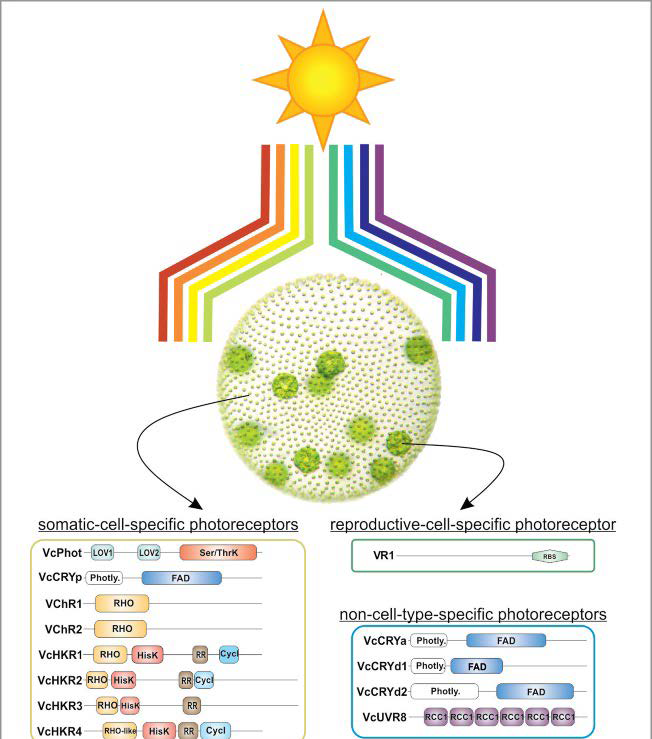 somatic-cell-specific photoreceptors
VcPhot LOV1 LOV2 Ser/ThrK
VcCRYp Photly. FAD
VChR1 RHO
VChR2 RHO
VcHKR1 RHO HisK RR Cycl
VcHKR2 RHO HisK RR Cycl
VcHKR3 RHO HisK RR
VcHKR4 RHO-like HisK RR Cycl
reproductive-cell-specific photoreceptor
VR1 RBS
non-cell-type-specific photoreceptors
VcCRYa Photly. FAD
VcCRYd1 Photly. FAD
VcCRYd2 Photly. FAD
VcUVR8 RCC1 RCC1 RCC1 RCC1 RCC1 RCC1